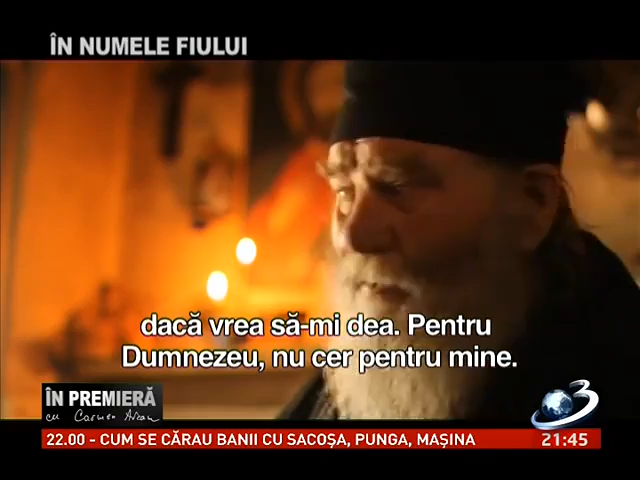 ÎN NUMELE FIULUI
dacă vrea să-mi dea. Pentru
Dumnezeu, nu cer pentru mine.
ÎN PREMIERĂ
cu Carmen Avram
3
22.00 - CUM SE CĂRAU BANII CU SACOȘA, PUNGA, MAȘINA
21:45